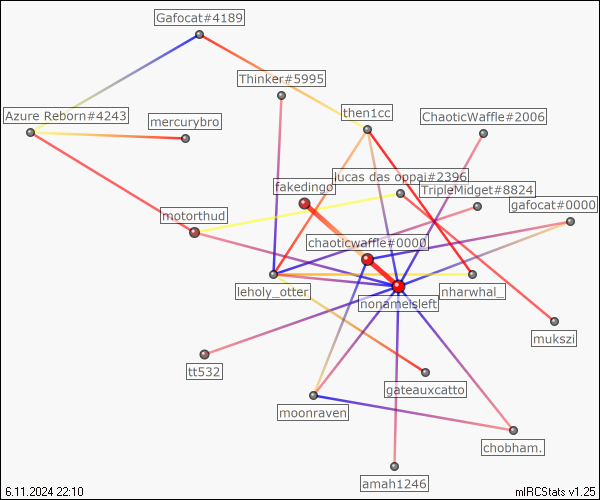 Gafocat#4189
Thinker#5995
Azure Reborn#4243
then1cc
ChaoticWaffle#2006
mercurybro
lucas das oppai#2396
fakedingo
TripleMidget#8824
gafocat#0000
motorthud
chaoticwaffle#0000
leholy_otter
nharwhal_
nonameisleft
mukszi
tt532
gateauxcatto
moonraven
chobham.
amah1246
6.11.2024 22:10
mIRCStats v1.25